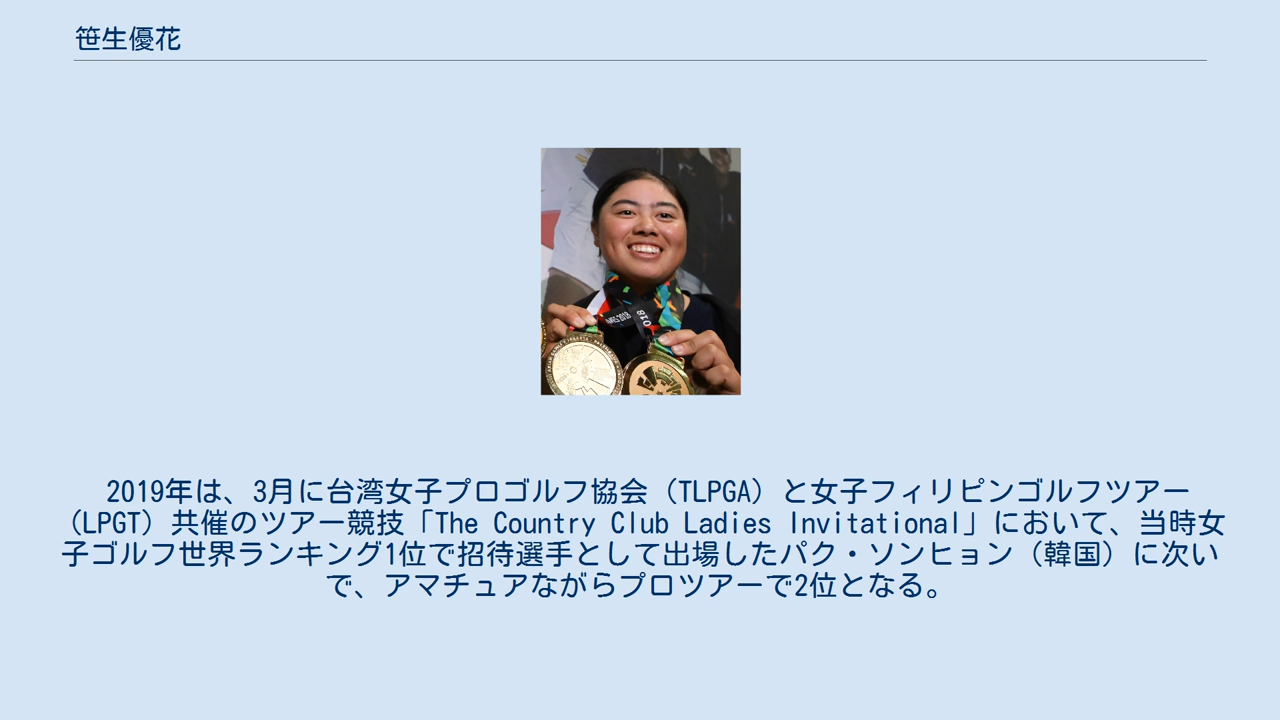 笹生優花
2019年は、3月に台湾女子プロゴルフ協会（TLPGA）と女子フィリピンゴルフツアー
（LPGT）共催のツアー競技「The Country Club Ladies Invitational」において、当時女
子ゴルフ世界ランキング1位で招待選手として出場したパク・ソンヒョン（韓国）に次い
で、アマチュアながらプロツアーで2位となる。